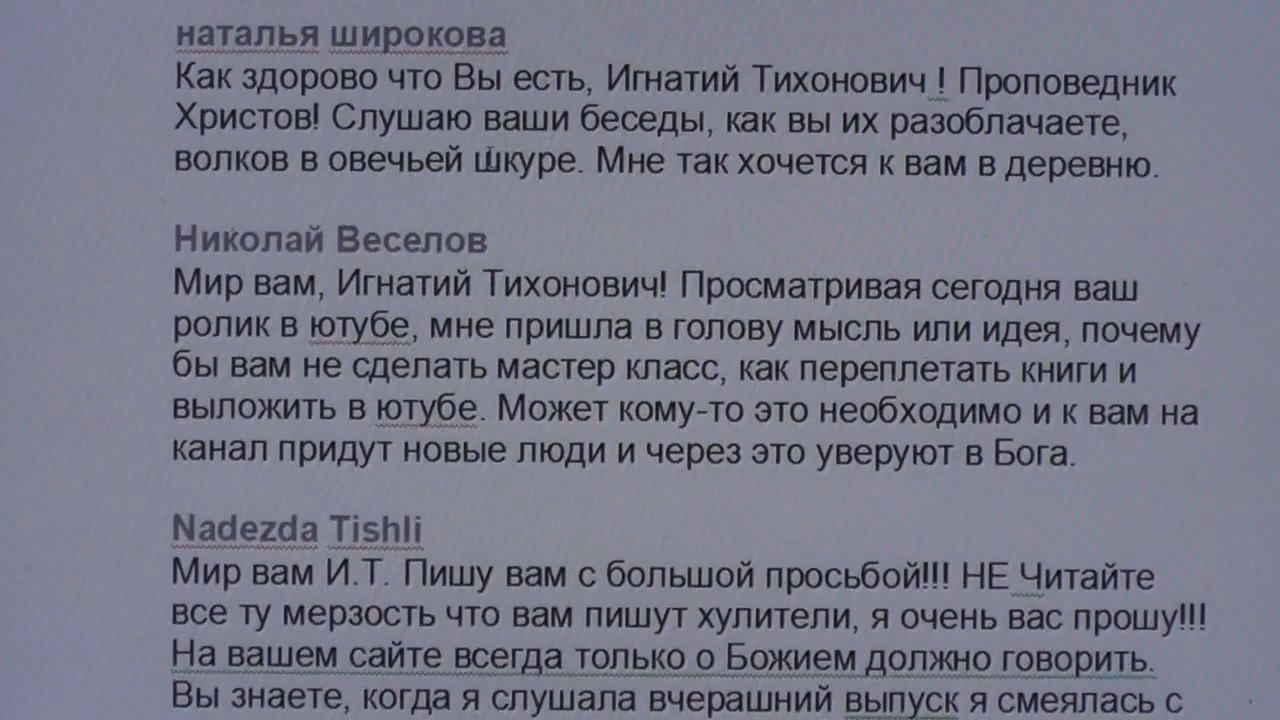 наталья широкова
Как здорово что Вы есть, Игнатий Тихонович ! Проповедник
Христов! Слушаю ваши беседы, как вы их разоблачаете,
волков в овечьей шкуре. Мне так хочется к вам в деревню.
Николай Веселов
Мир вам, Игнатий Тихонович! Просматривая сегодня ваш
ролик в ютубе, мне пришла в голову мысль или идея, почему
бы вам не сделать мастер класс, как переплетать книги и
выложить в ютубе. Может кому-то это необходимо и к вам на
канал придут новые люди и через это уверуют в Бога.
Nadezda Tishli
Мир вам И.Т. Пишу вам с большой просьбой!!! НЕ Читайте
все ту мерзость что вам пишут хулители, я очень вас прошу!!!
На вашем сайте всегда только о Божием должно говорить.
Вы знаете, когда я слушала вчерашний выпуск я смеялась с